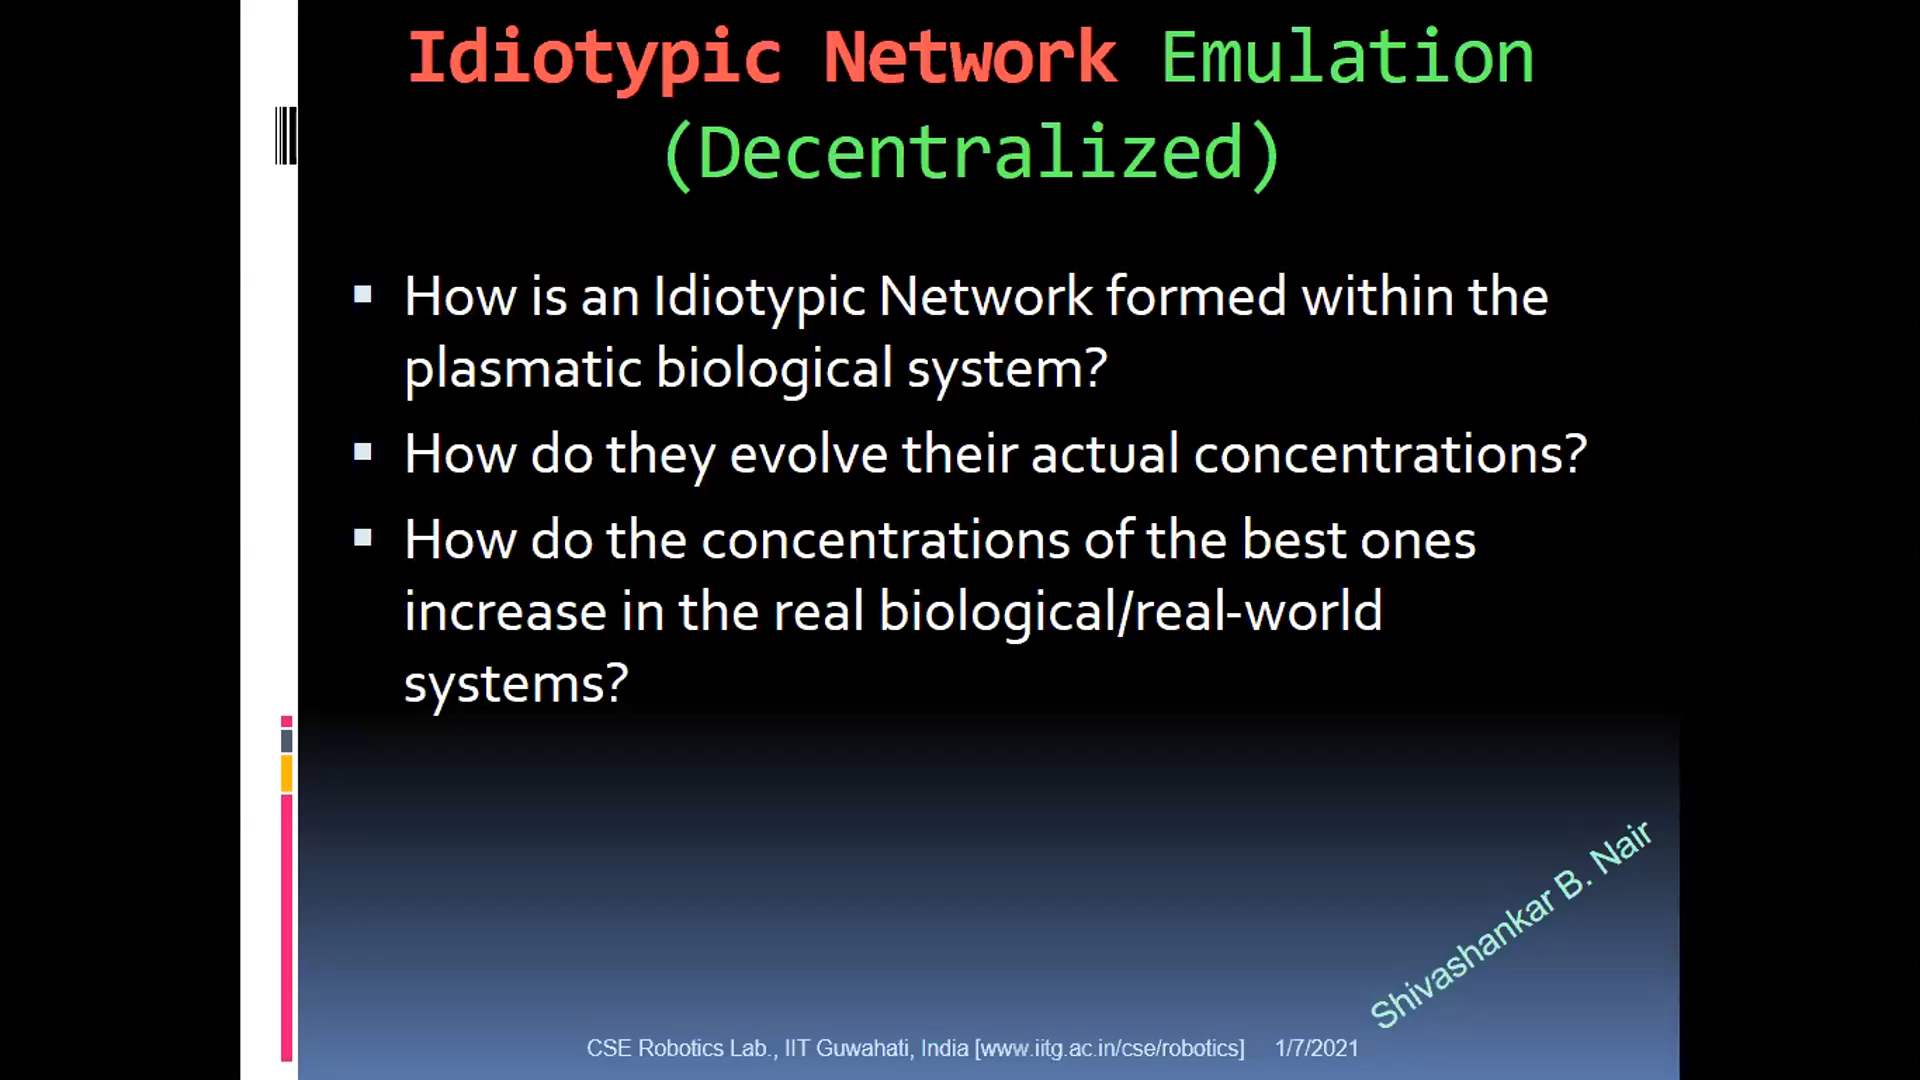 Idiotypic Network Emulation
(Decentralized)
How is an Idiotypic Network formed within the
plasmatic biological system?
How do they evolve their actual concentrations?
How do the concentrations of the best ones
increase in the real biological/real-world
systems?
Shivashankar B. Nair
CSE Robotics Lab., IIT Guwahati, India [www.iitg.ac.in/cse/robotics] 1/7/2021